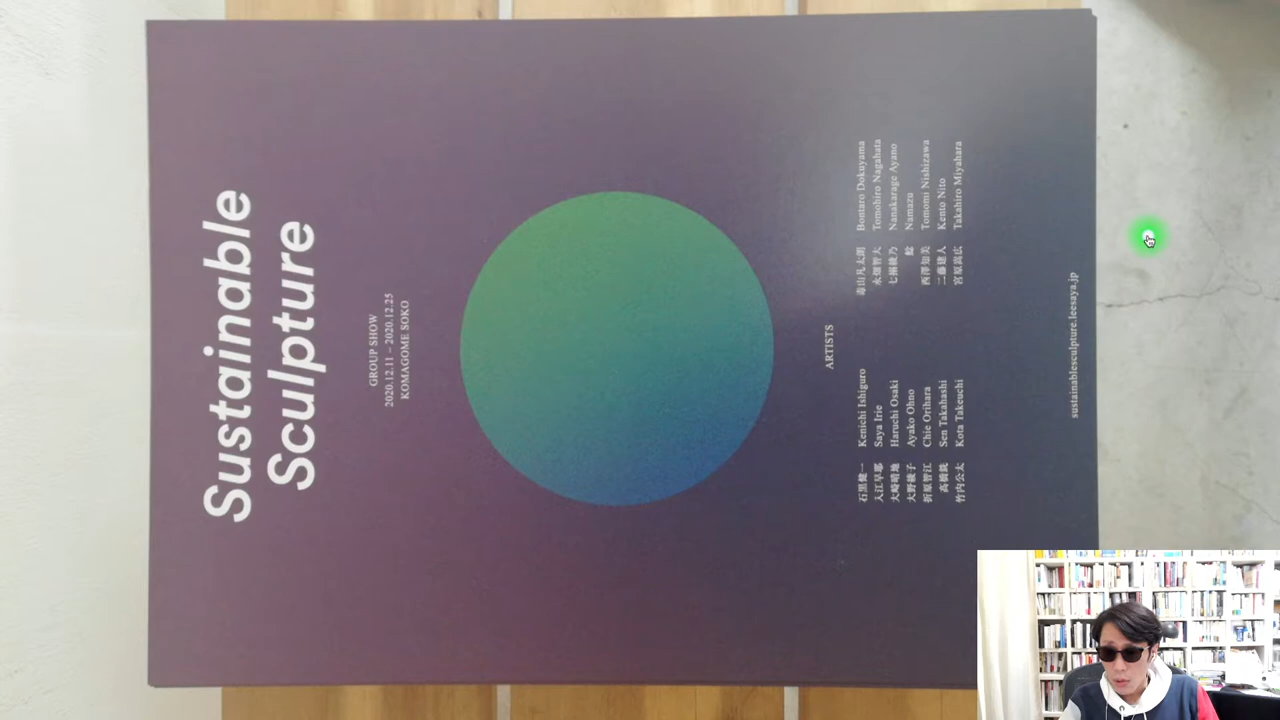 Sustainable
Sculpture
GROUP SHOW
2020.12.11 – 2020.12.25
KOMAGOME SOKO
ARTISTS
石黒健一 Kenichi Ishiguro
入江早耶 Saya Irie
大崎晴地 Haruchi Osaki
大野綾子 Ayako Ohno
折原智江 Chie Orihara
高橋銑 Sen Takahashi
竹内公太 Kota Takeuchi
毒山凡太朗 Bontaro Dokuyama
永畑智大 Tomohiro Nagahata
七搦綾乃 Nanakarage Ayano
鯰 Namazu
西澤知美 Tomomi Nishizawa
二藤建人 Kento Nito
宮原嵩広 Takahiro Miyahara
sustainablesculpture.leesaya.jp